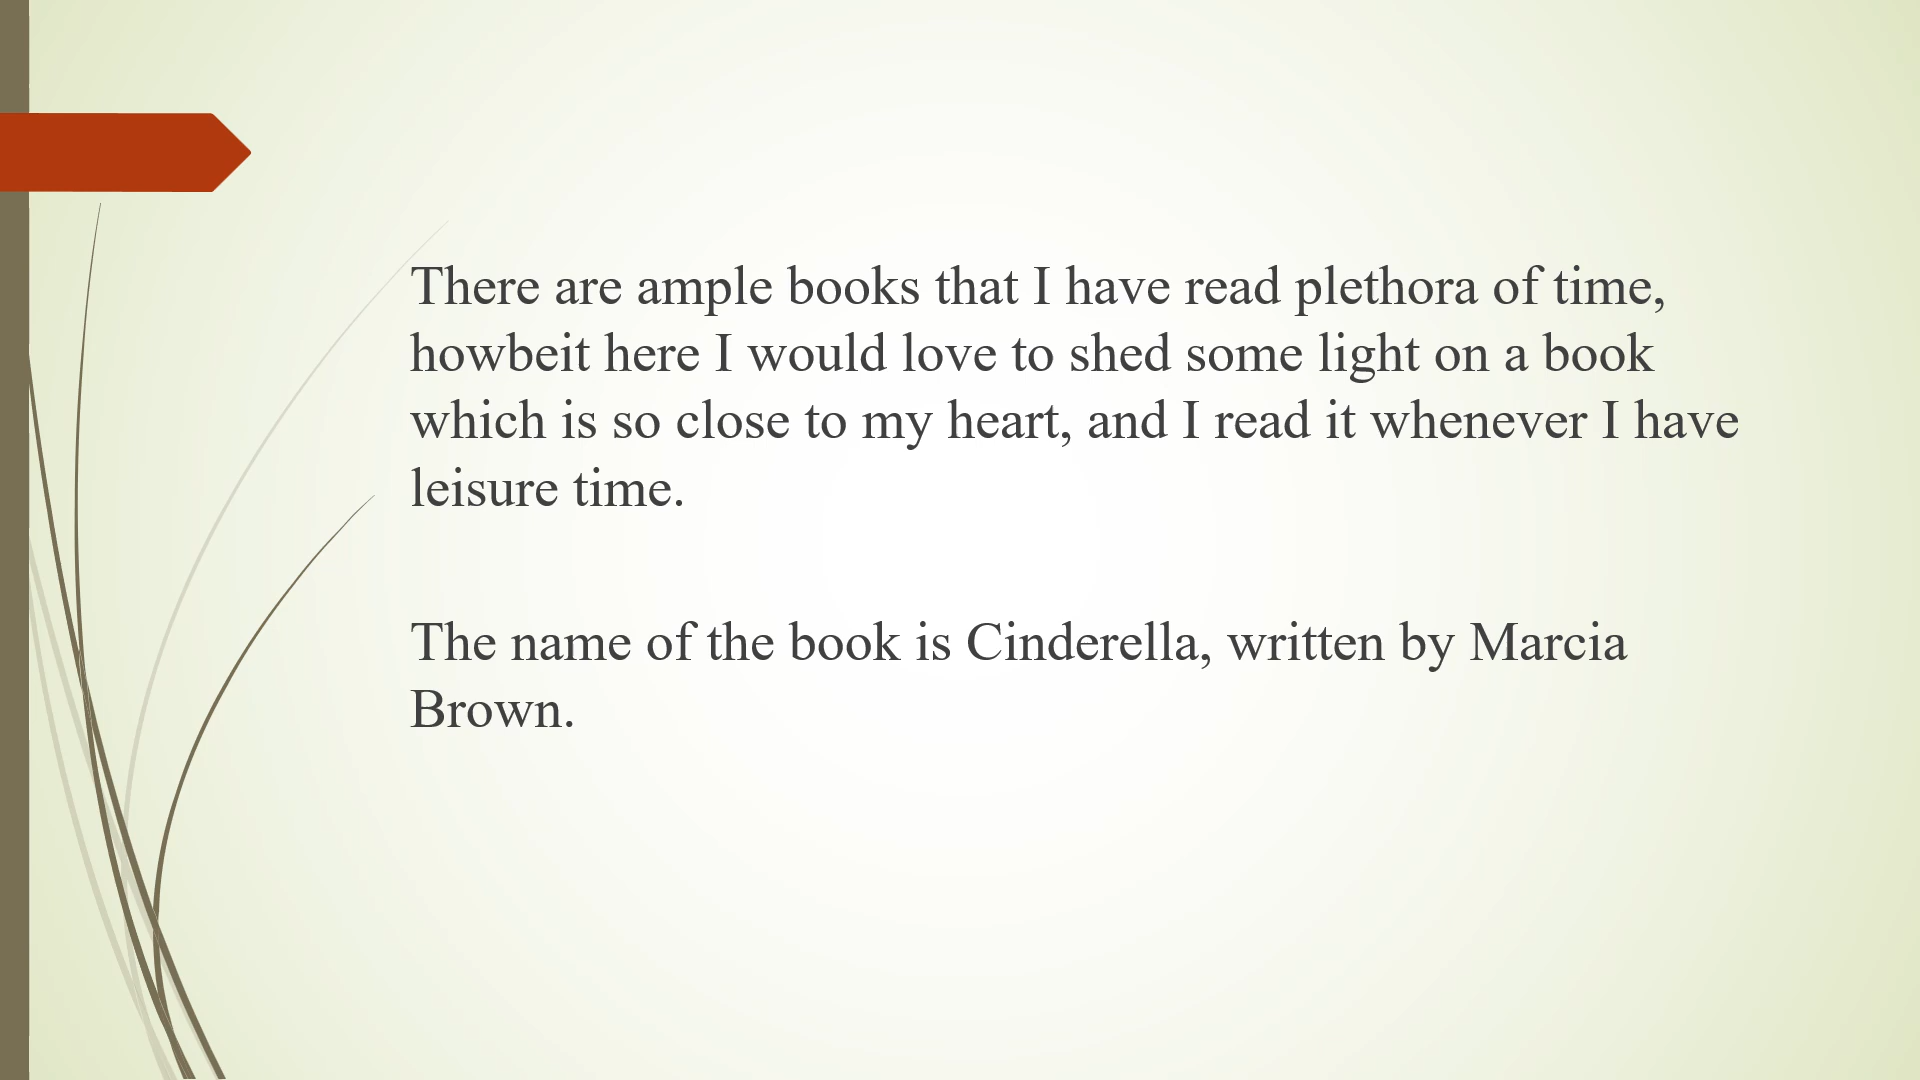 There are ample books that I have read plethora of time,
howbeit here I would love to shed some light on a book
which is so close to my heart, and I read it whenever I have
leisure time.
The name of the book is Cinderella, written by Marcia
Brown.